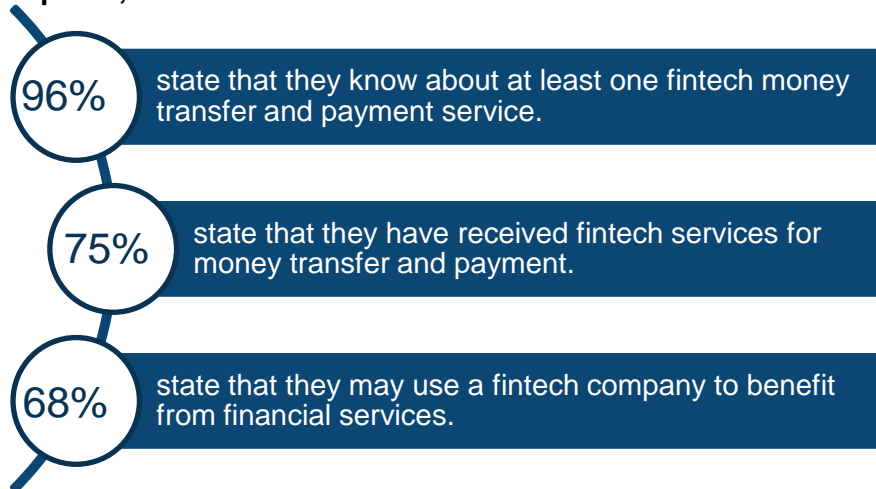 96%
state that they know about at least one fintech money
transfer and payment service.
75%
state that they have received fintech services for
money transfer and payment.
68%
state that they may use a fintech company to benefit
from financial services.